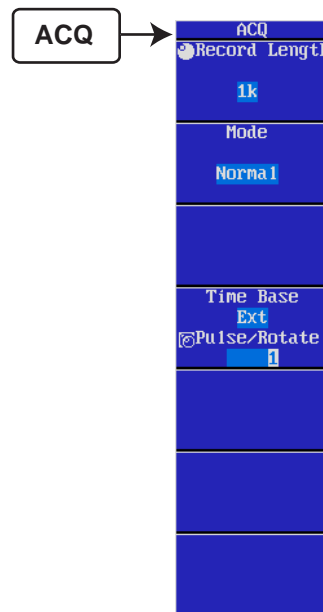 ACQ
ACQ
Record Lengt
1k
Mode
Normal
Time Base
Ext
Pulse/Rotate
1